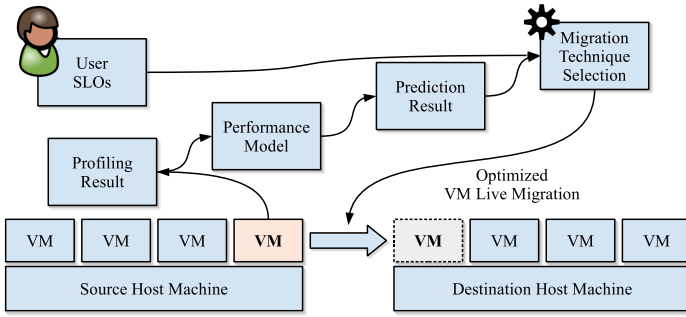 User
SLOs
Migration
Technique
Selection
Prediction
Result
Performance
Model
Profiling
Result
Optimized
VM Live Migration
VM VM VM VM
VM VM VM VM
Source Host Machine
Destination Host Machine